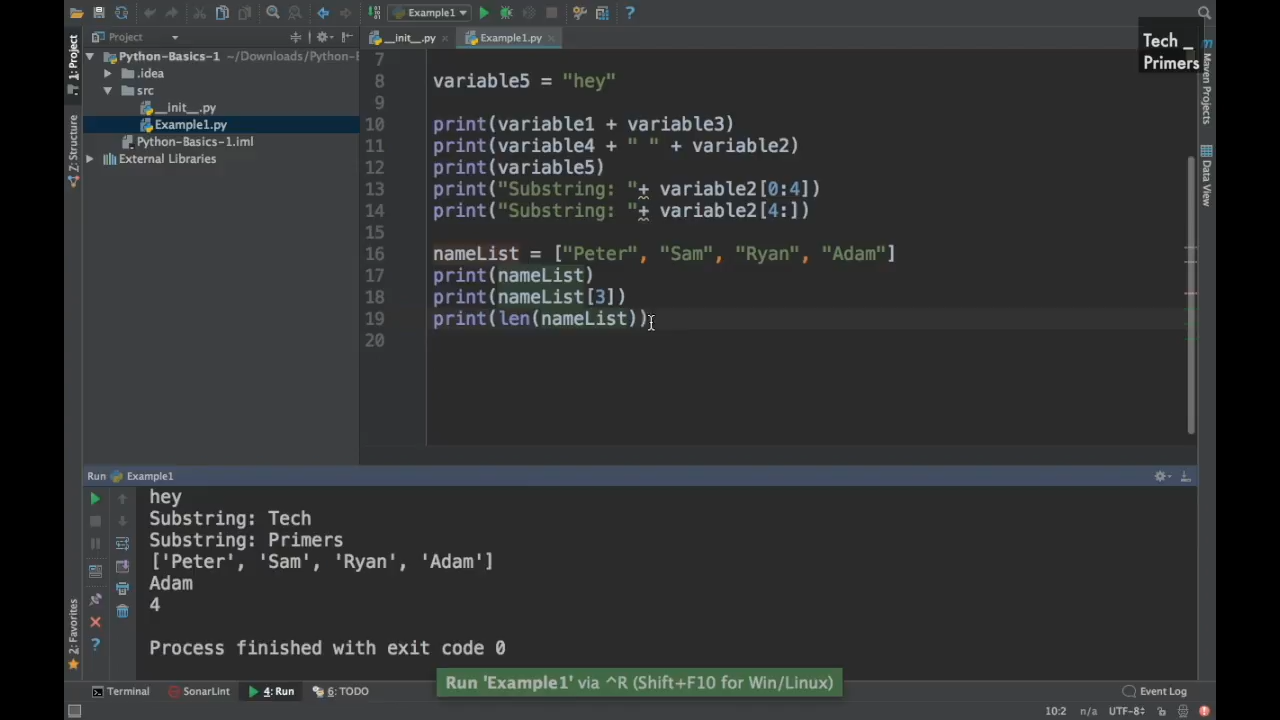 Example1
Project
__init__.py
Example1.py
Tech _
Primers
Python-Basics-1 ~/Downloads/Python-B
.idea
src
__init__.py
Example1.py
Python-Basics-1.iml
External Libraries
1: Project
Z: Structure
2: Favorites
Maven Projects
Data View
7
8 variable5 = "hey"
9
10 print(variable1 + variable3)
11 print(variable4 + " " + variable2)
12 print(variable5)
13 print("Substring: "+ variable2[0:4])
14 print("Substring: "+ variable2[4:])
15
16 nameList = ["Peter", "Sam", "Ryan", "Adam"]
17 print(nameList)
18 print(nameList[3])
19 print(len(nameList))
20
Run Example1
hey
Substring: Tech
Substring: Primers
['Peter', 'Sam', 'Ryan', 'Adam']
Adam
4
Process finished with exit code 0
Run 'Example1' via ^R (Shift+F10 for Win/Linux)
Terminal SonarLint 4: Run 6: TODO Event Log
10:2 n/a UTF-8